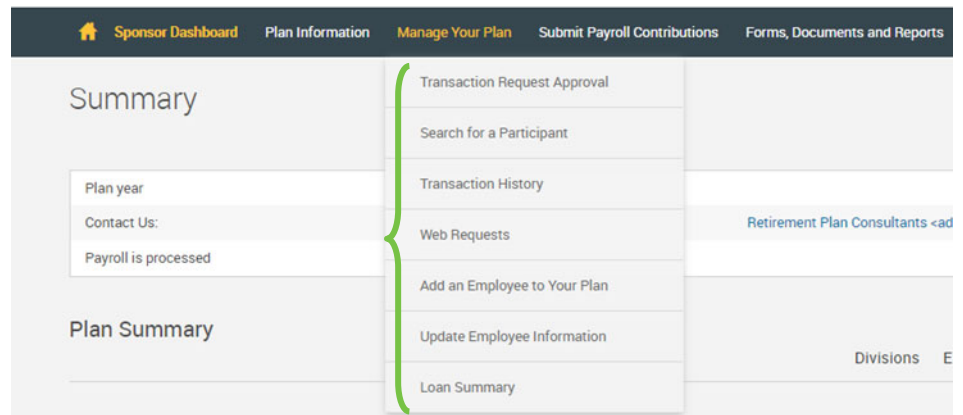 Sponsor Dashboard Plan Information Manage Your Plan Submit Payroll Contributions Forms, Documents and Reports
Summary
Transaction Request Approval
Search for a Participant
Transaction History
Web Requests
Add an Employee to Your Plan
Update Employee Information
Loan Summary
Plan year
Contact Us: Retirement Plan Consultants <ad
Payroll is processed
Plan Summary
Divisions E